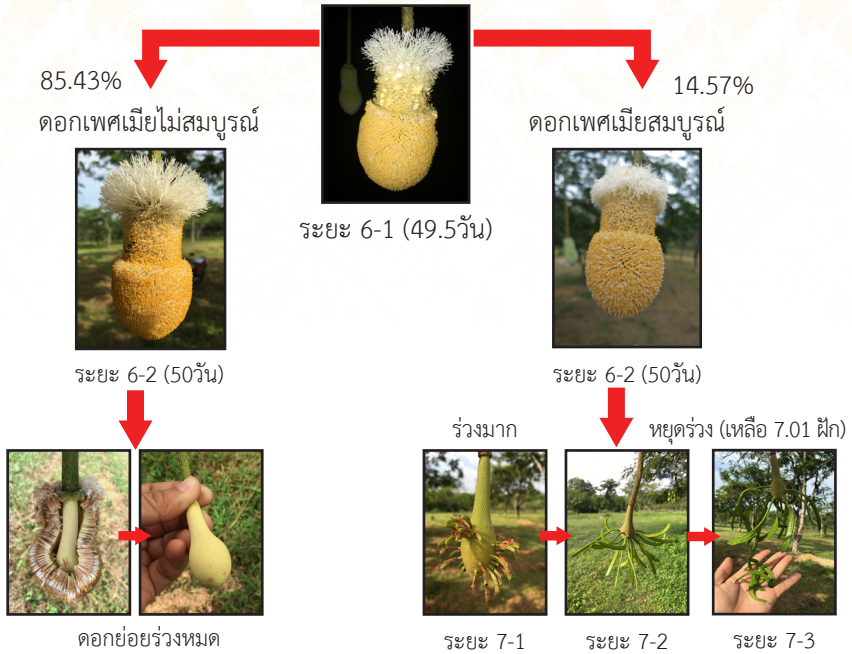 85.43%
ดอกเพศเมียไม่สมบูรณ์
14.57%
ดอกเพศเมียสมบูรณ์
ระยะ 6-1 (49.5วัน)
ระยะ 6-2 (50วัน)
ระยะ 6-2 (50วัน)
ร่วงมาก
หยุดร่วง (เหลือ 7.01 ฝัก)
ดอกย่อยร่วงหมด
ระยะ 7-1
ระยะ 7-2
ระยะ 7-3